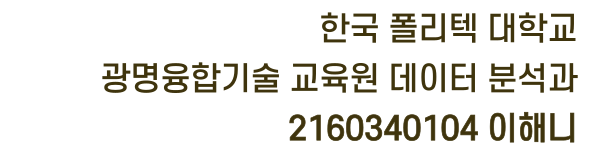 한국 폴리텍 대학교
광명융합기술 교육원 데이터 분석과
2160340104 이해니